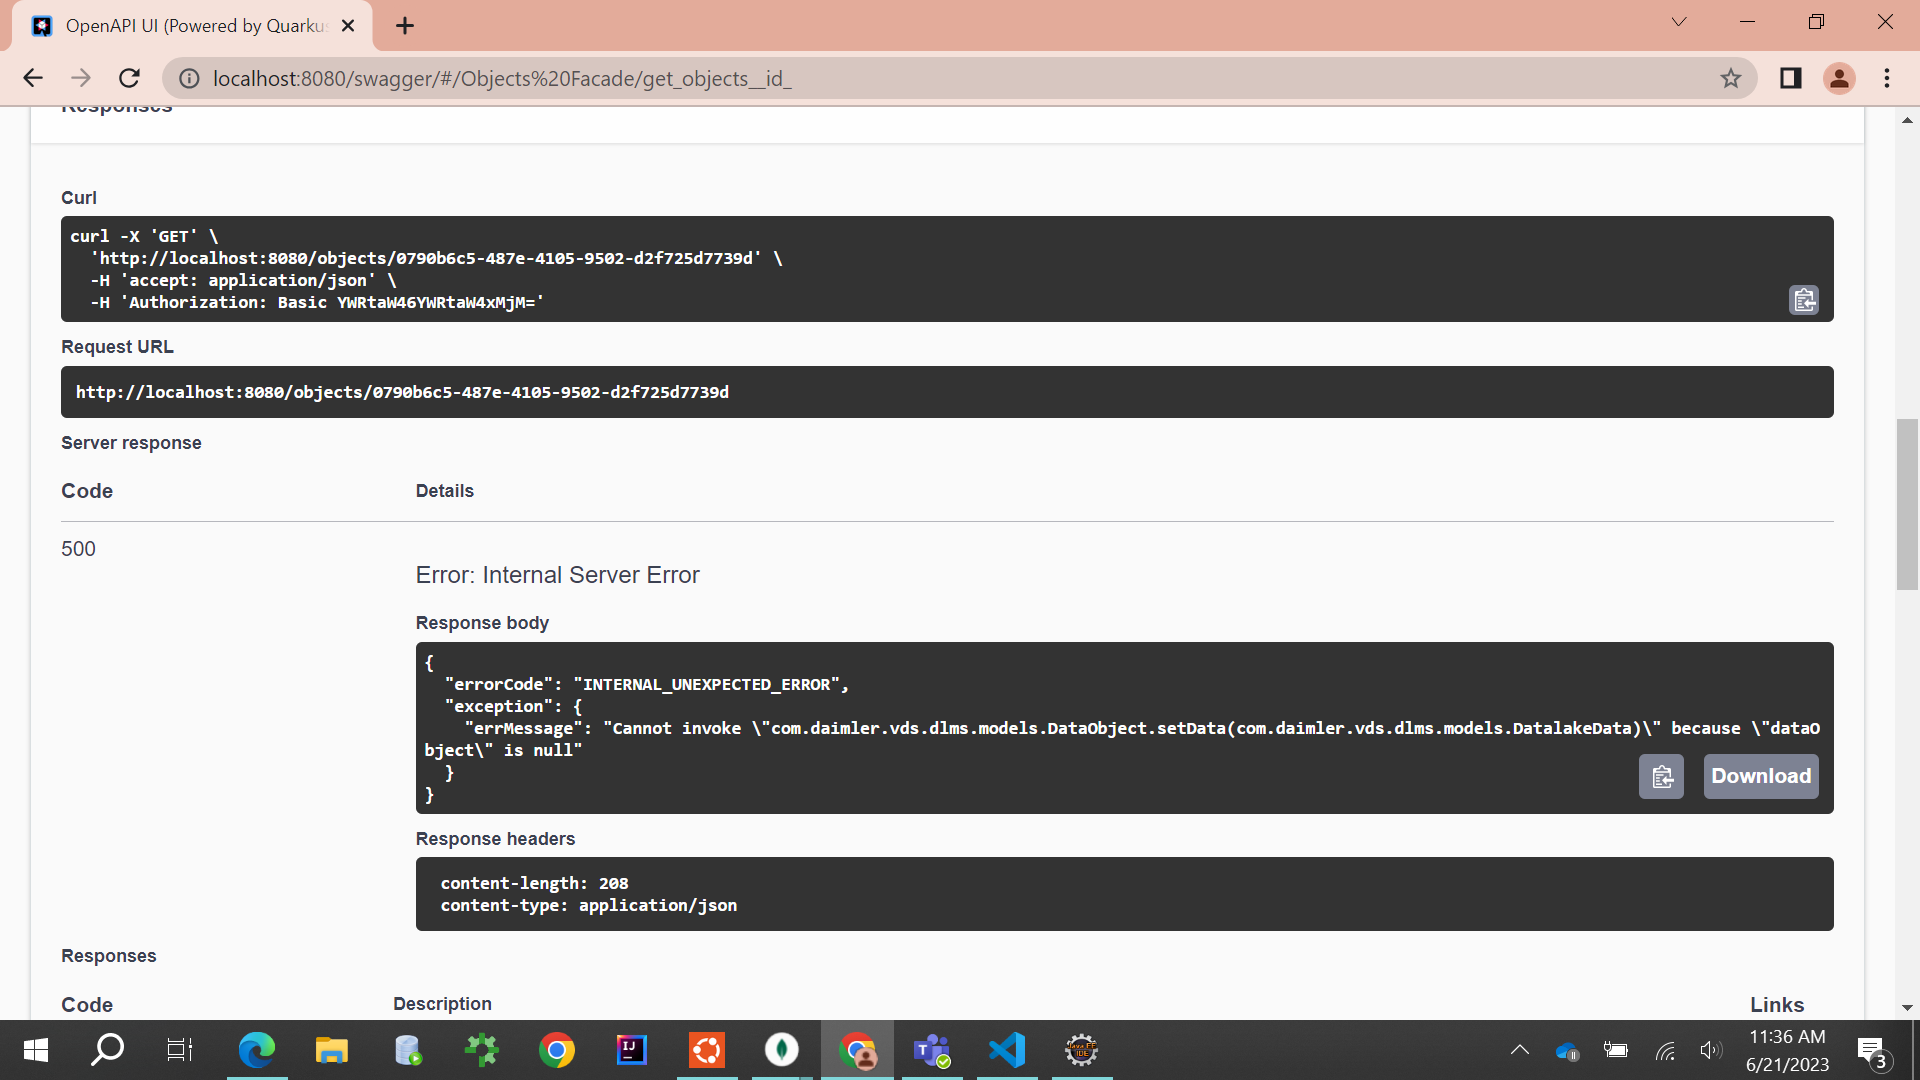 OpenAPI UI (Powered by Quarkus
localhost:8080/swagger/#/Objects%20Facade/get_objects__id_
Responses
Curl
curl -X 'GET' \
'http://localhost:8080/objects/0790b6c5-487e-4105-9502-d2f725d7739d' \
-H 'accept: application/json' \
-H 'Authorization: Basic YWRtaW46YWRtaW4xMjM='
Request URL
http://localhost:8080/objects/0790b6c5-487e-4105-9502-d2f725d7739d
Server response
Code Details
500
Error: Internal Server Error
Response body
{
"errorCode": "INTERNAL_UNEXPECTED_ERROR",
"exception": {
"errMessage": "Cannot invoke \"com.daimler.vds.dlms.models.DataObject.setData(com.daimler.vds.dlms.models.DatalakeData)\" because \"dataO
bject\" is null"
}
}
Download
Response headers
content-length: 208
content-type: application/json
Responses
Code Description Links
11:36 AM
6/21/2023
3